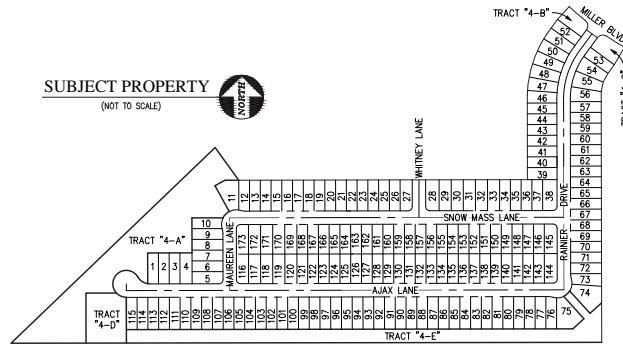 TRACT "4-B"
MILLER BLVD
52
51
50
49
48
47
46
45
44
43
42
41
40
39
53
54
55
56
57
58
59
60
61
62
63
64
65
66
67
68
69
70
71
72
73
74
SUBJECT PROPERTY
(NOT TO SCALE)
NORTH
WHITNEY LANE
RAINIER DRIVE
11 12 13 14 15 16 17 18 19 20 21 22 23 24 25 26 27 28 29 30 31 32 33 34 35 36 37 38
SNOW MASS LANE
TRACT "4-A"
10
9
8
7
6
5
1 2 3 4
MAUREEN LANE
173 172 171 170 169 168 167 166 165 164 163 162 161 160 159 158 157 156 155 154 153 152 151 150 149 148 147 146 145
116 117 118 119 120 121 122 123 124 125 126 127 128 129 130 131 132 133 134 135 136 137 138 139 140 141 142 143 144
AJAX LANE
TRACT "4-D"
115 114 113 112 111 110 109 108 107 106 105 104 103 102 101 100 99 98 97 96 95 94 93 92 91 90 89 88 87 86 85 84 83 82 81 80 79 78 77 76 75
TRACT "4-E"